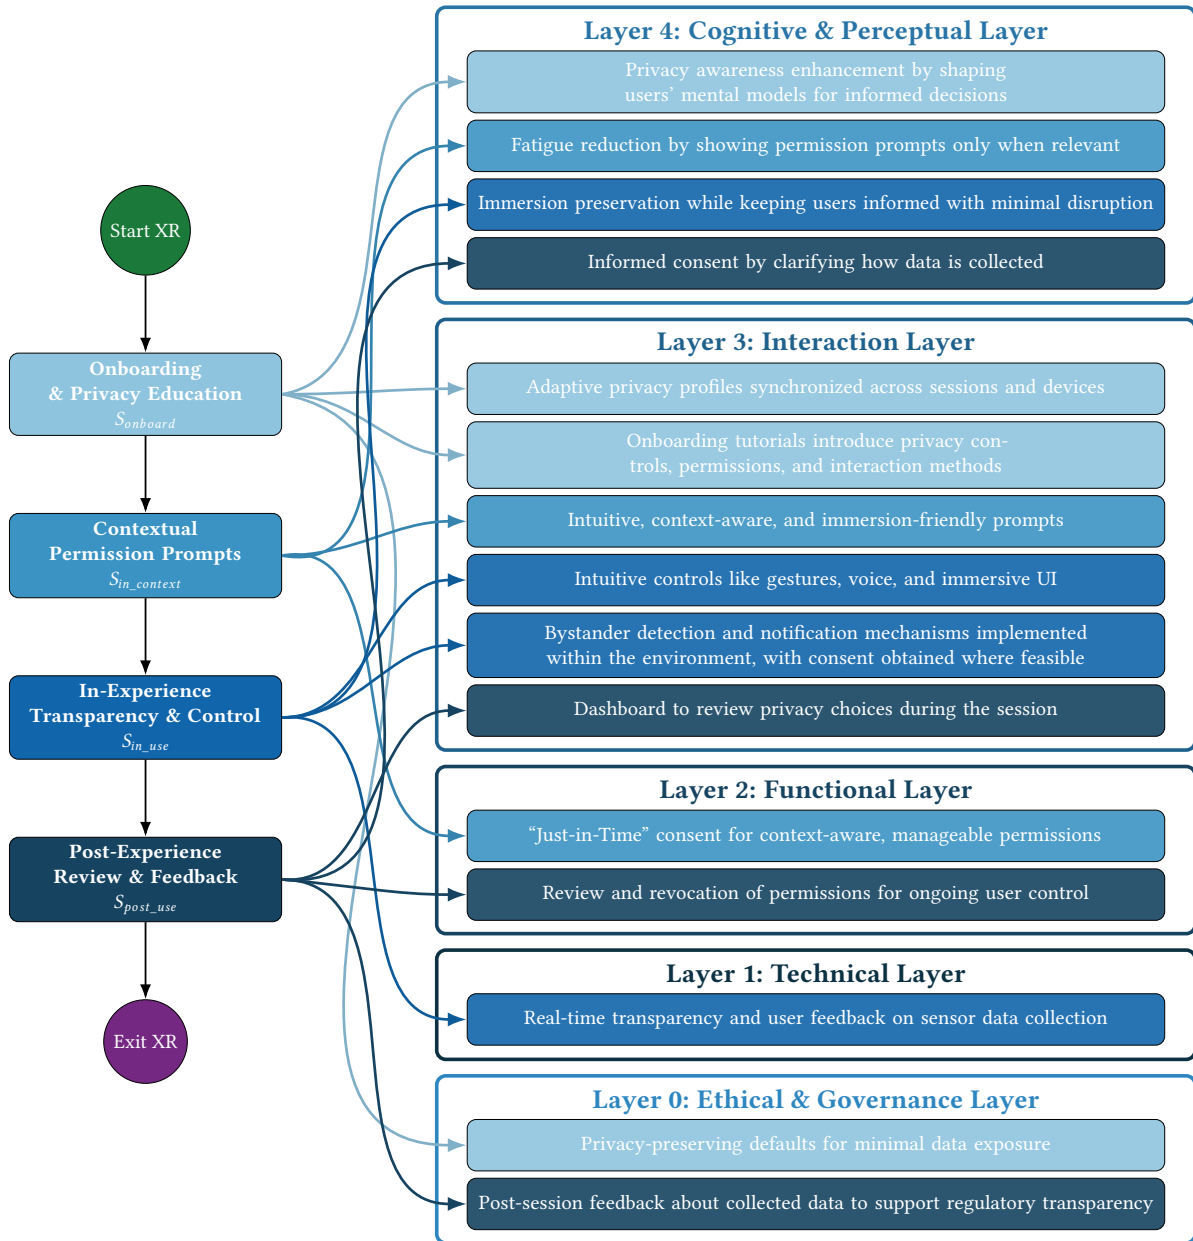 Start XR
Onboarding
& Privacy Education
S_onboard
Contextual
Permission Prompts
S_in_context
In-Experience
Transparency & Control
S_in_use
Post-Experience
Review & Feedback
S_post_use
Exit XR
Layer 4: Cognitive & Perceptual Layer
Privacy awareness enhancement by shaping
users’ mental models for informed decisions
Fatigue reduction by showing permission prompts only when relevant
Immersion preservation while keeping users informed with minimal disruption
Informed consent by clarifying how data is collected
Layer 3: Interaction Layer
Adaptive privacy profiles synchronized across sessions and devices
Onboarding tutorials introduce privacy con-
trols, permissions, and interaction methods
Intuitive, context-aware, and immersion-friendly prompts
Intuitive controls like gestures, voice, and immersive UI
Bystander detection and notification mechanisms implemented
within the environment, with consent obtained where feasible
Dashboard to review privacy choices during the session
Layer 2: Functional Layer
“Just-in-Time” consent for context-aware, manageable permissions
Review and revocation of permissions for ongoing user control
Layer 1: Technical Layer
Real-time transparency and user feedback on sensor data collection
Layer 0: Ethical & Governance Layer
Privacy-preserving defaults for minimal data exposure
Post-session feedback about collected data to support regulatory transparency